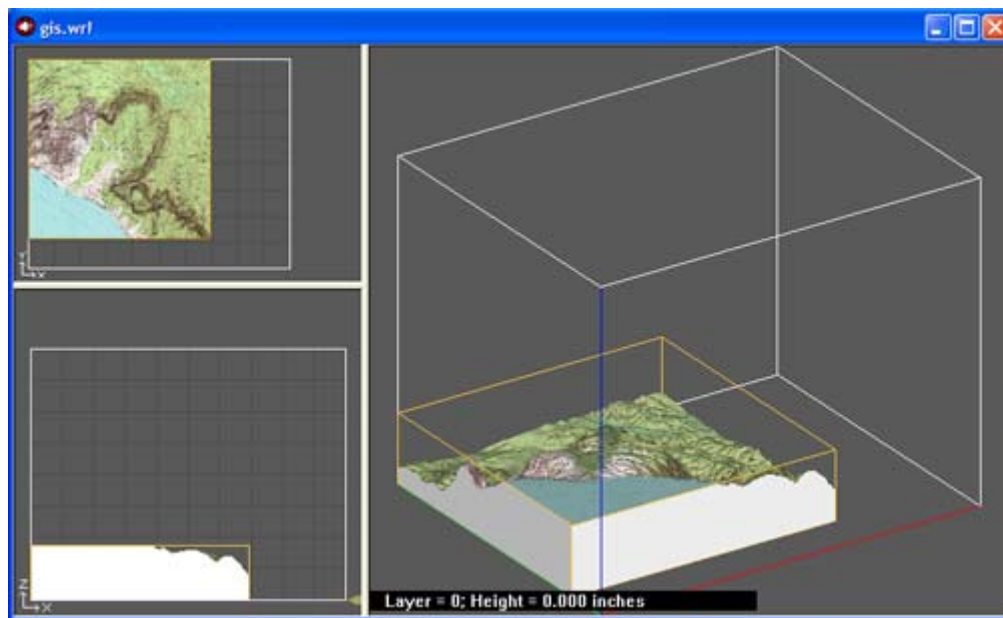 gis.wrl
Y
X
Z
X
Layer = 0; Height = 0.000 inches